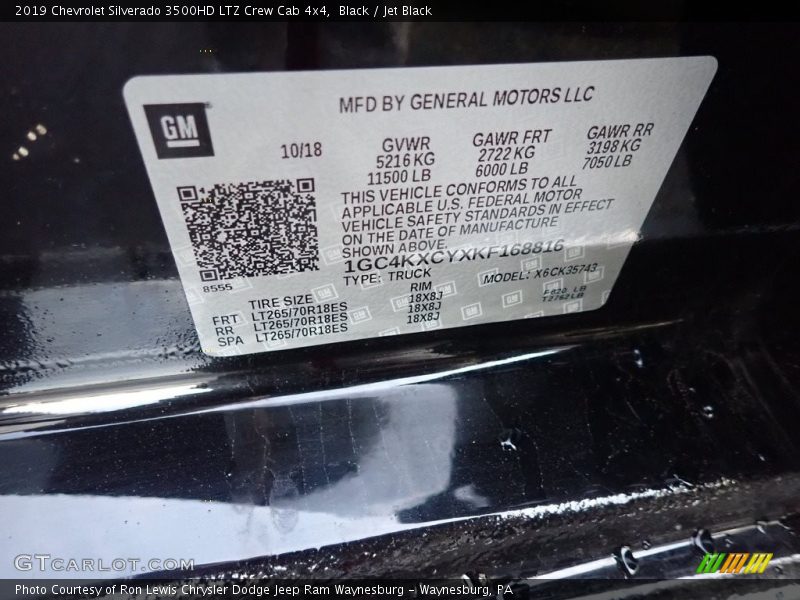 2019 Chevrolet Silverado 3500HD LTZ Crew Cab 4x4, Black / Jet Black
MFD BY GENERAL MOTORS LLC
GM
10/18
GVWR
5216 KG
11500 LB
GAWR FRT
2722 KG
6000 LB
GAWR RR
3198 KG
7050 LB
THIS VEHICLE CONFORMS TO ALL
APPLICABLE U.S. FEDERAL MOTOR
VEHICLE SAFETY STANDARDS IN EFFECT
ON THE DATE OF MANUFACTURE
SHOWN ABOVE.
1GC4KXCYXKF168816
8555
TYPE: TRUCK
MODEL: X6CK35743
TIRE SIZE RIM
FRT LT265/70R18ES 18X8J
RR LT265/70R18ES 18X8J
SPA LT265/70R18ES 18X8J
F820 LB
T2762LB
GTCARLOT.COM
Photo Courtesy of Ron Lewis Chrysler Dodge Jeep Ram Waynesburg - Waynesburg, PA